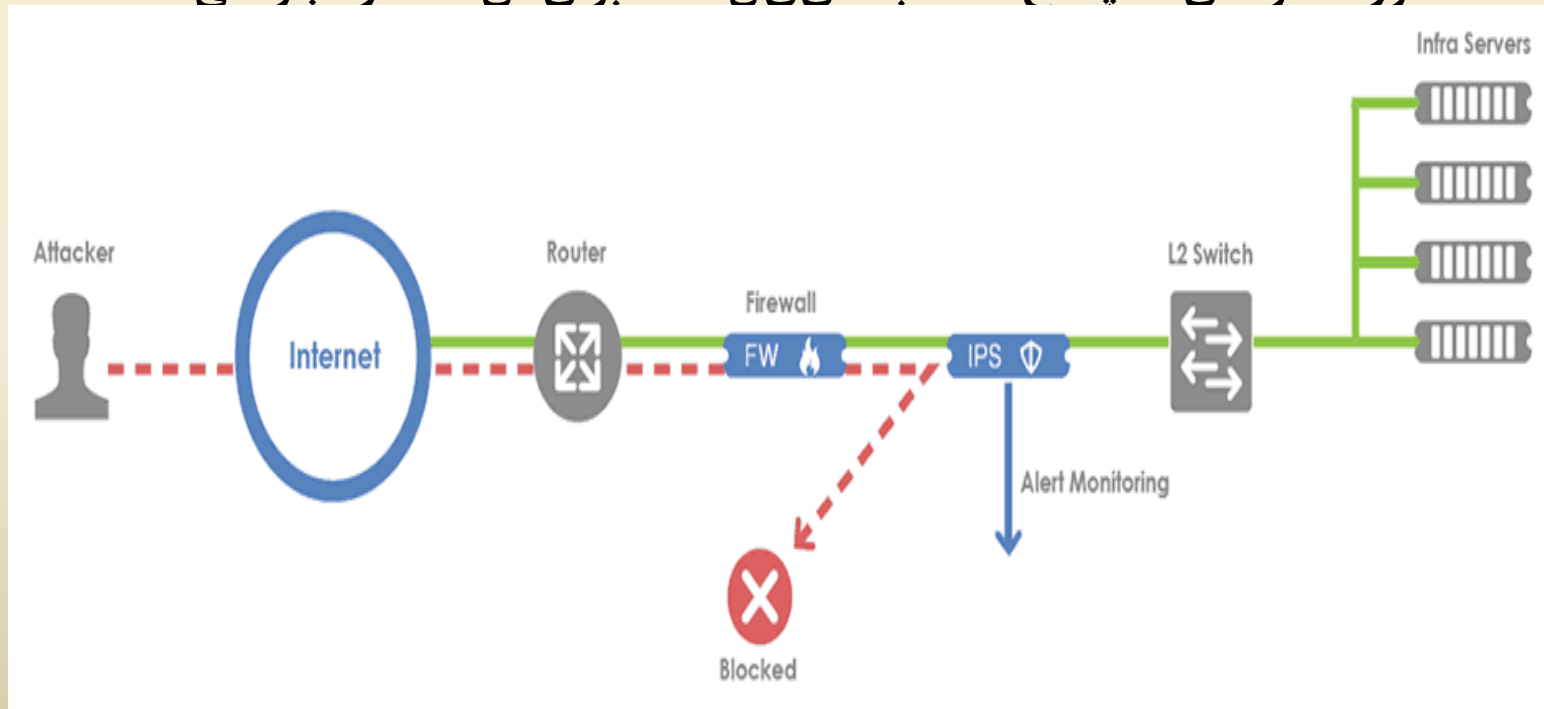 Infra Servers
Attacker
Router
L2 Switch
Firewall
Internet
FW
IPS
Alert Monitoring
Blocked